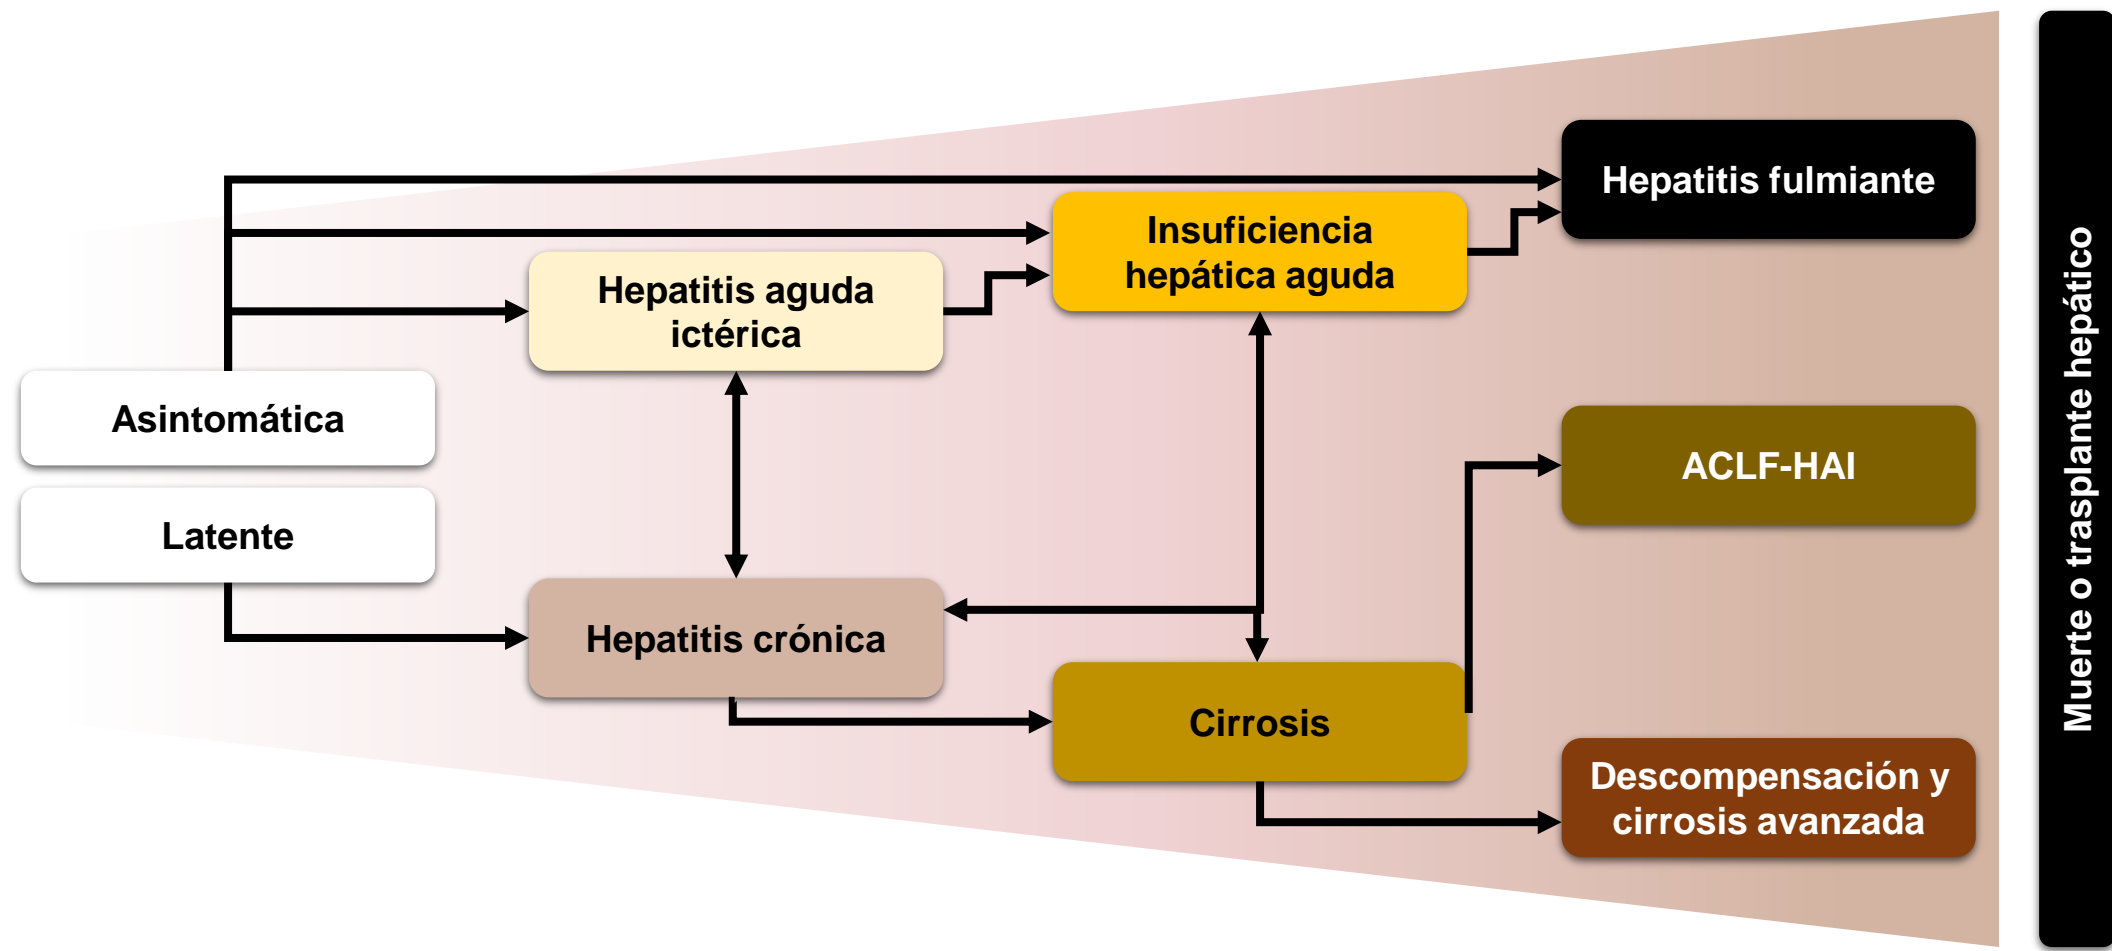 Hepatitis fulmiante
Insuficiencia
hepática aguda
Hepatitis aguda
ictérica
Asintomática
Latente
ACLF-HAI
Hepatitis crónica
Cirrosis
Descompensación y
cirrosis avanzada
Muerte o trasplante hepático